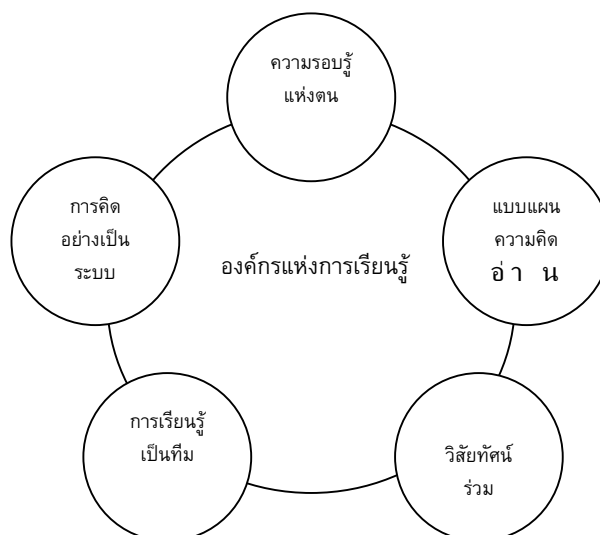 ความรอบรู้
แห่งตน
การคิด
อย่างเป็น
ระบบ
แบบแผน
ความคิด
อ่ า น
องค์กรแห่งการเรียนรู้
การเรียนรู้
เป็นทีม
วิสัยทัศน์
ร่วม